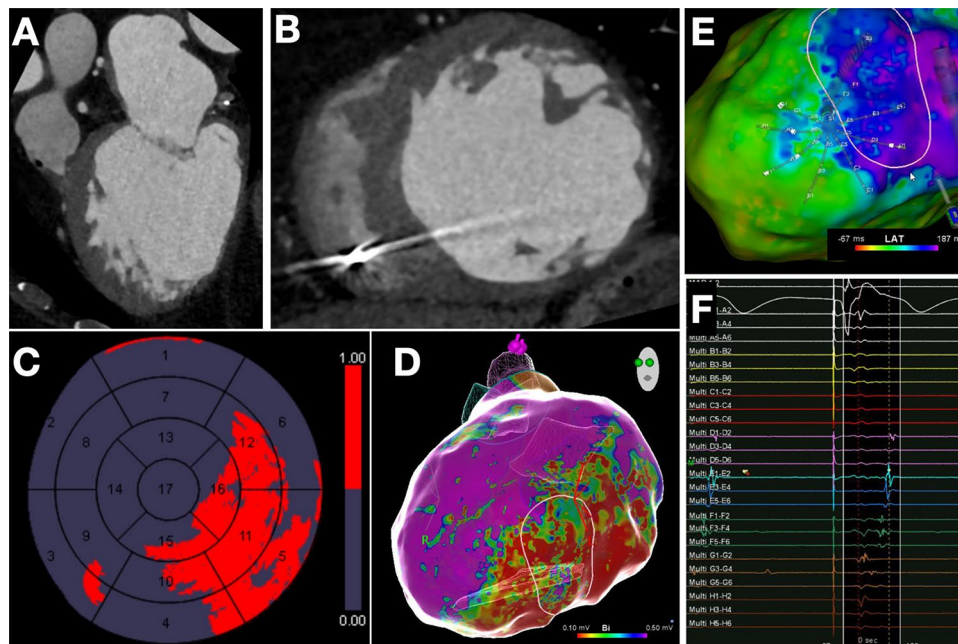 A
B
C
1.00
0.00
1
2
3
4
5
6
7
8
9
10
11
12
13
14
15
16
17
D
R
0.10 mV
Bi
0.50 mV
E
-67 ms
LAT
187 m
F
A5-A6
Multi B1-B2
Multi B3-B4
Multi B5-B6
Multi C1-C2
Multi C3-C4
Multi C5-C6
Multi D1-D2
Multi D3-D4
Multi D5-D6
Multi E3-E4
Multi E5-E6
Multi F1-F2
Multi F3-F4
Multi F5-F6
Multi G1-G2
Multi G3-G4
Multi G5-G6
Multi H1-H2
Multi H3-H4
Multi H5-H6
0 sec